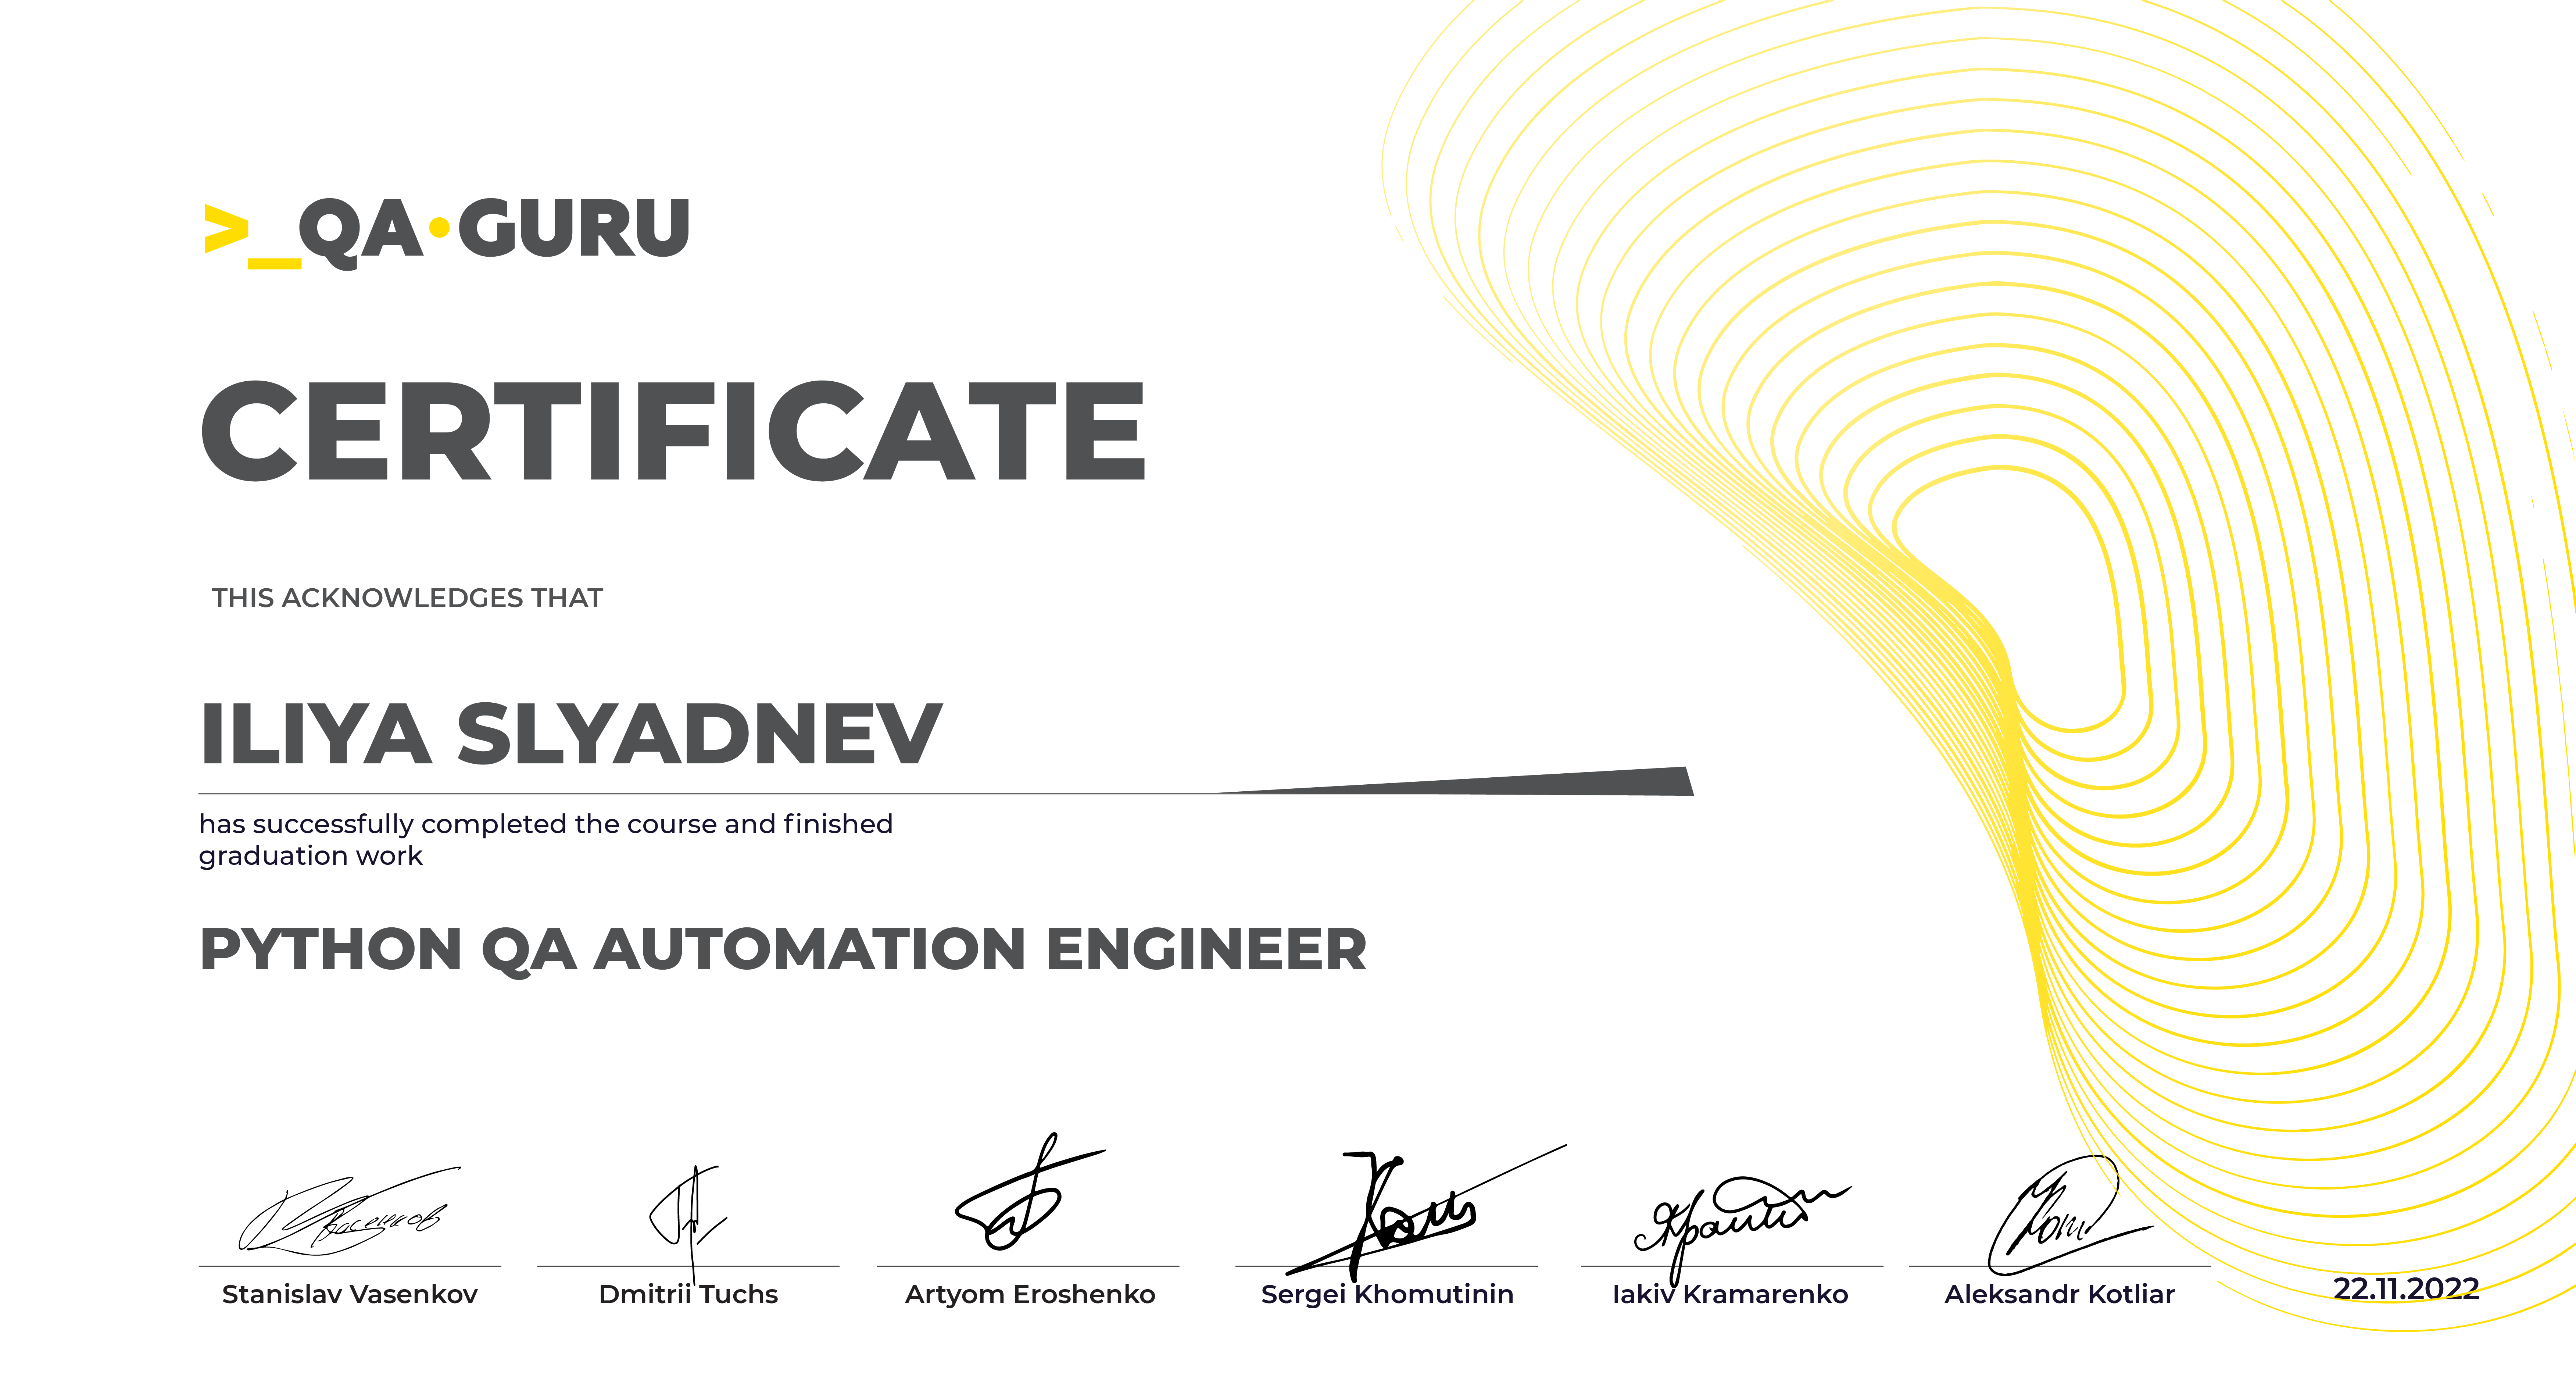 >_QA•GURU
CERTIFICATE
THIS ACKNOWLEDGES THAT
ILIYA SLYADNEV
has successfully completed the course and finished
graduation work
PYTHON QA AUTOMATION ENGINEER
Stanislav Vasenkov
Dmitrii Tuchs
Artyom Eroshenko
Sergei Khomutinin
Iakiv Kramarenko
Aleksandr Kotliar
22.11.2022